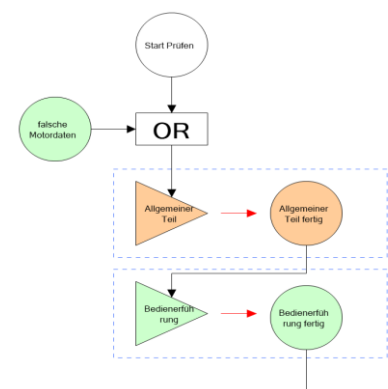 Start Prüfen
falsche
Motordaten
OR
Allgemeiner
Teil
Allgemeiner
Teil fertig
Bedienerfüh
rung
Bedienerfüh
rung fertig